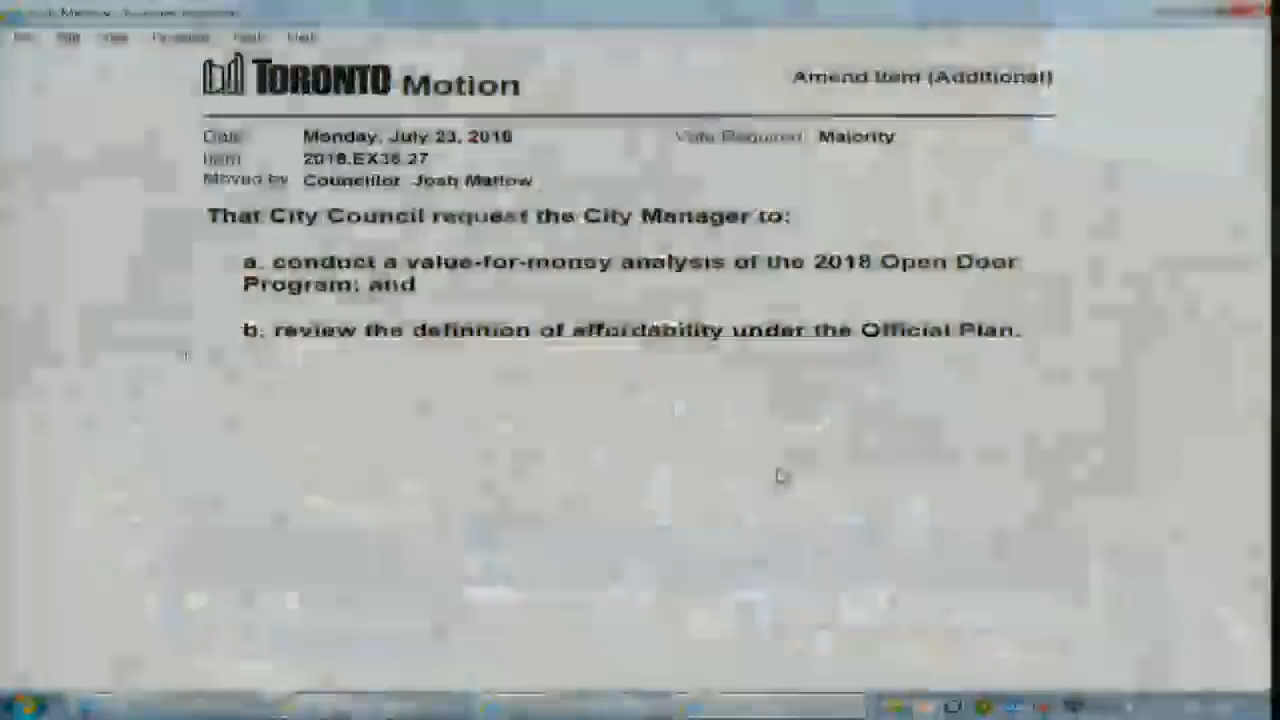 TORONTO Motion
Amend Item (Additional)
Date: Monday, July 23, 2018
Vote Required: Majority
Item: 2018.EX36.27
Moved by: Councillor Josh Matlow
That City Council request the City Manager to:
a. conduct a value-for-money analysis of the 2018 Open Door
Program; and
b. review the definition of affordability under the Official Plan.